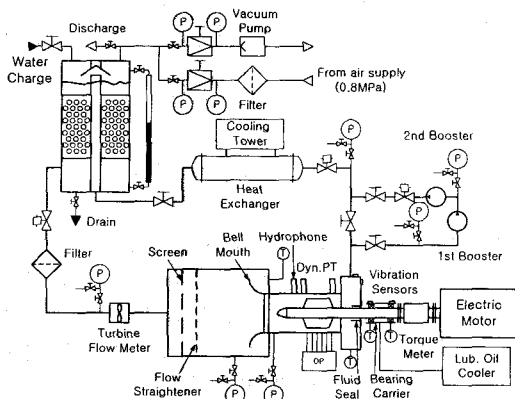 Discharge
Vacuum
Pump
P
P
Water
Charge
From air supply
(0.8MPa)
P
P
Filter
Cooling
Tower
P
2nd Booster
P
Heat
Exchanger
P
Drain
1st Booster
Filter
Screen
Bell
Mouth
Hydrophone
T
Dyn.PT
Vibration
Sensors
P
Electric
Motor
Turbine
Flow Meter
Torque
Meter
T
T
T
DP
Lub. Oil
Cooler
Flow
Straightener
P
P
Fluid
Seal
Bearing
Carrier